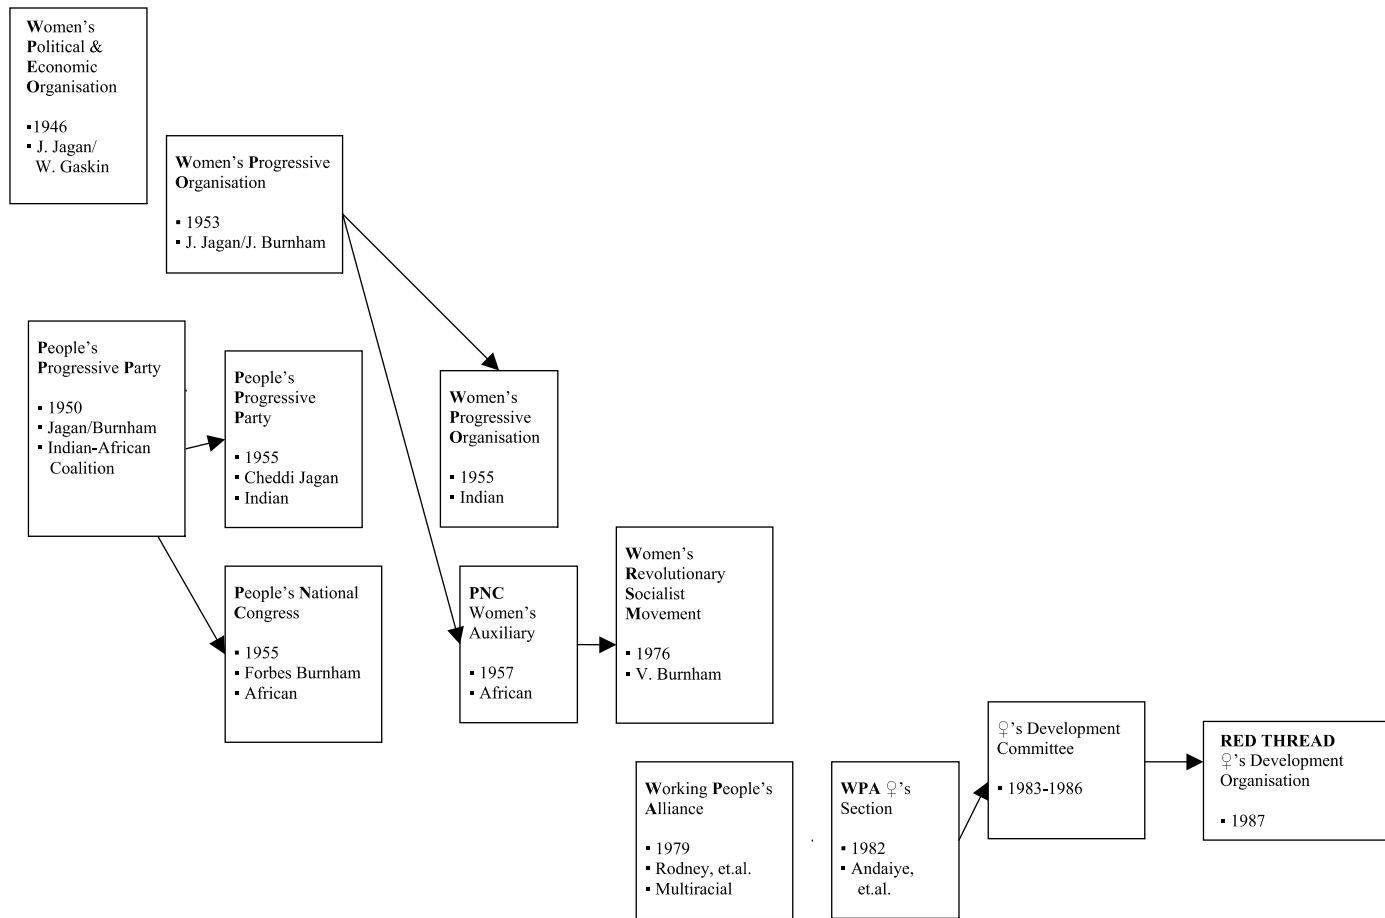 Women's
Political &
Economic
Organisation
▪1946
▪ J. Jagan/
W. Gaskin
Women's Progressive
Organisation
▪ 1953
▪ J. Jagan/J. Burnham
People's
Progressive Party
▪ 1950
▪ Jagan/Burnham
▪ Indian-African
Coalition
People's
Progressive
Party
▪ 1955
▪ Cheddi Jagan
▪ Indian
Women's
Progressive
Organisation
▪ 1955
▪ Indian
People's National
Congress
▪ 1955
▪ Forbes Burnham
▪ African
PNC
Women's
Auxiliary
▪ 1957
▪ African
Women's
Revolutionary
Socialist
Movement
▪ 1976
▪ V. Burnham
Working People's
Alliance
▪ 1979
▪ Rodney, et.al.
▪ Multiracial
WPA ♀'s
Section
▪ 1982
▪ Andaiye,
et.al.
♀'s Development
Committee
▪ 1983-1986
RED THREAD
♀'s Development
Organisation
▪ 1987